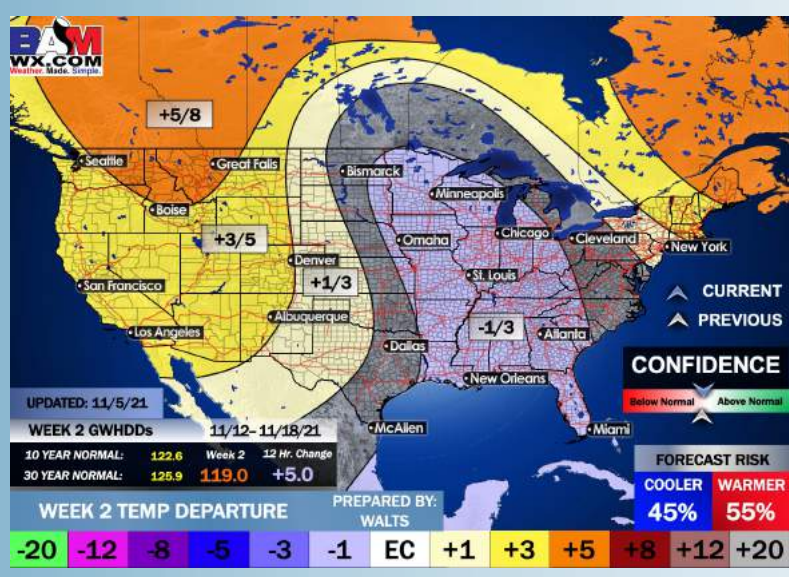 BAM
WX.COM
Weather. Made. Simple.
+5/8
Seattle
Great Falls
Bismarck
Minneapolis
Boise
+3/5
Omaha
Chicago
Cleveland
New York
Denver
+1/3
St. Louis
San Francisco
CURRENT
Albuquerque
PREVIOUS
Los Angeles
-1/3
Atlanta
Dallas
CONFIDENCE
New Orleans
Below Normal
Above Normal
UPDATED: 11/5/21
WEEK 2 GWHDDs 11/12– 11/18/21
McAllen
Miami
10 YEAR NORMAL: 122.6 Week 2 12 Hr. Change
30 YEAR NORMAL: 125.9 119.0 +5.0
FORECAST RISK
COOLER WARMER
45% 55%
WEEK 2 TEMP DEPARTURE
PREPARED BY:
WALTS
-20 -12 -8 -5 -3 -1 EC +1 +3 +5 +8 +12 +20